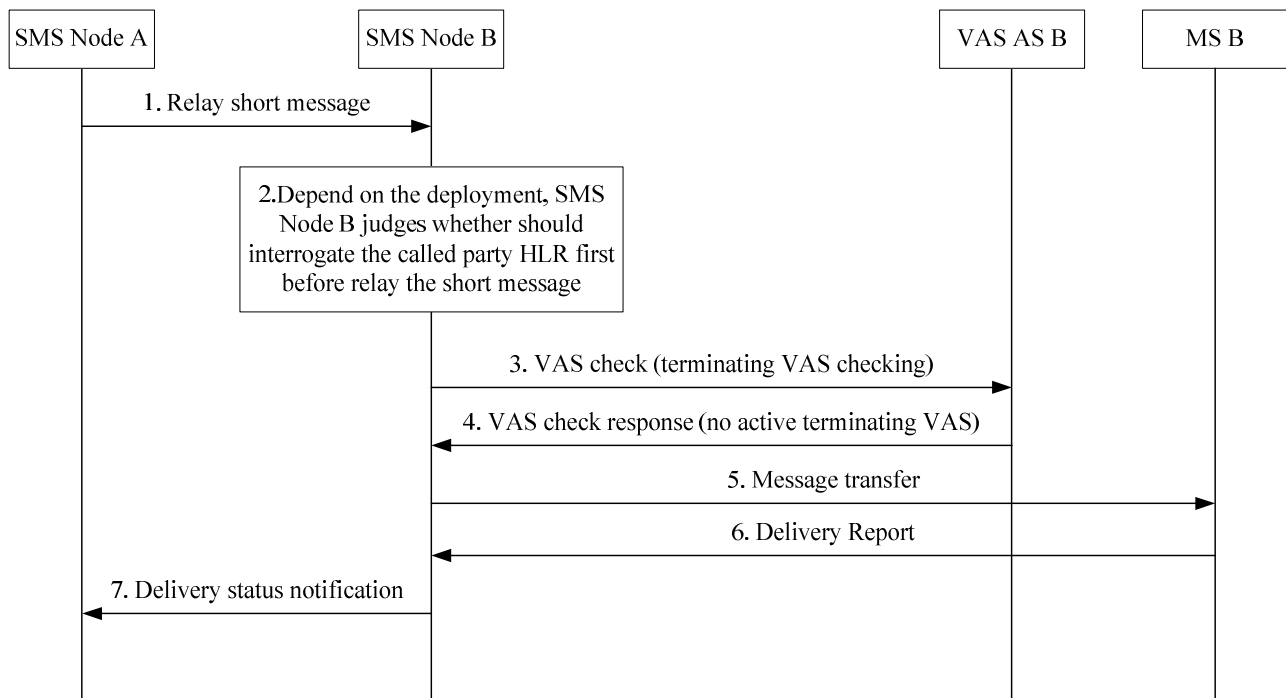 SMS Node A
SMS Node B
VAS AS B
MS B
1. Relay short message
2.Depend on the deployment, SMS
Node B judges whether should
interrogate the called party HLR first
before relay the short message
3. VAS check (terminating VAS checking)
4. VAS check response (no active terminating VAS)
5. Message transfer
6. Delivery Report
7. Delivery status notification